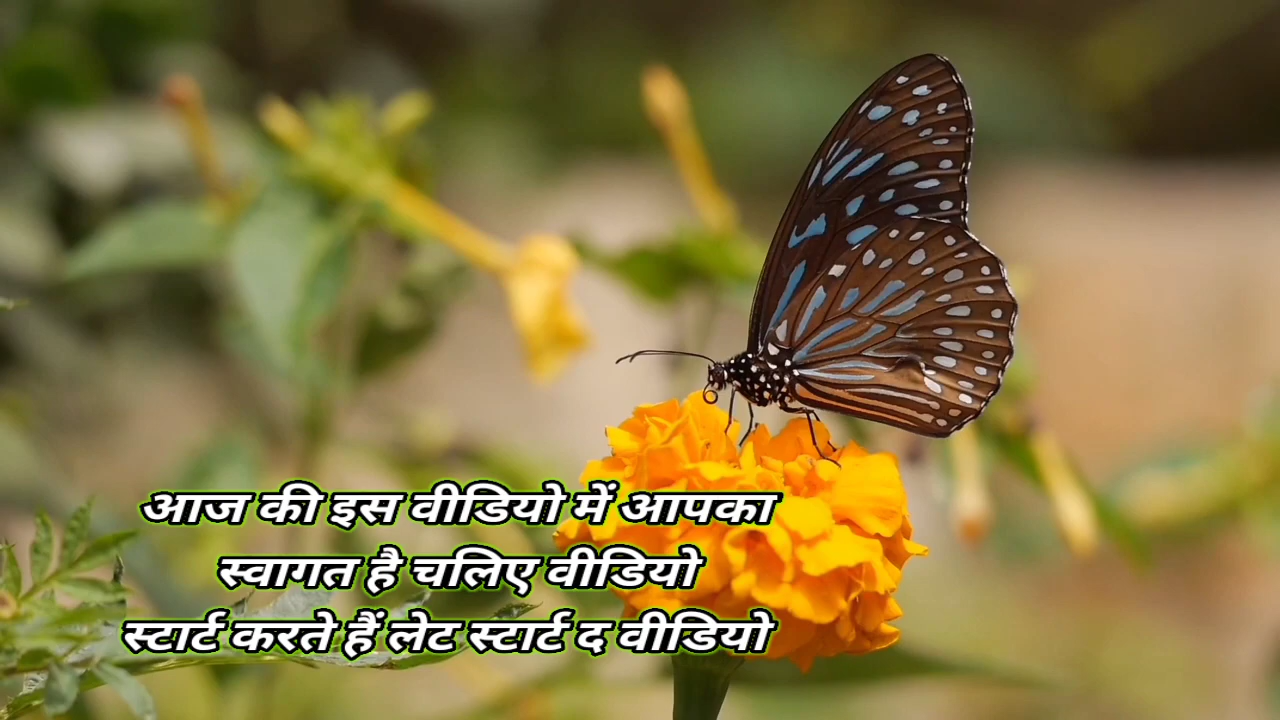 आज की इस वीडियो में आपका
स्वागत है चलिए वीडियो
स्टार्ट करते हैं लेट स्टार्ट द वीडियो